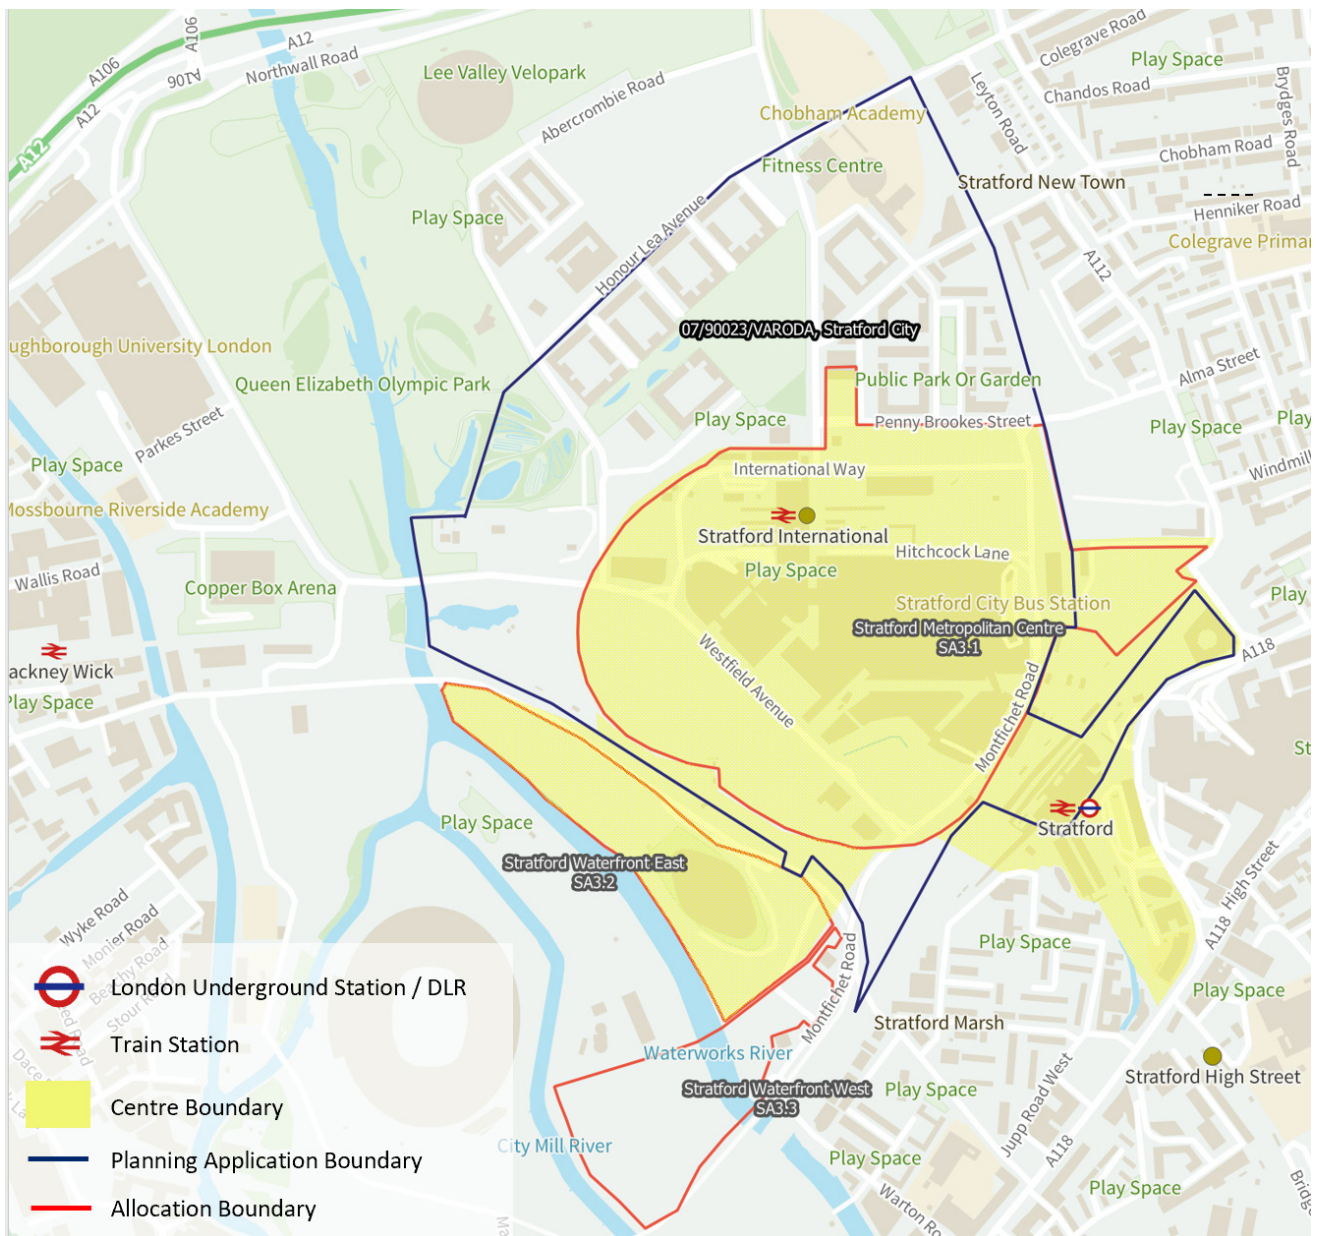 A106
A12
A106
A12
Northwall Road
A106
A12
A12
Lee Valley Velopark
Abercrombie Road
Colegrave Road
Play Space
Chandos Road
Leyton Road
Brydges Road
Chobham Academy
Fitness Centre
Chobham Road
Stratford New Town
Henniker Road
Play Space
Honour Lea Avenue
Colegrave Primar
A112
07/90023/VARODA, Stratford City
ughborough University London
Queen Elizabeth Olympic Park
Public Park Or Garden
Alma Street
Parkes Street
Play Space
Penny Brookes Street
Play Space
Play
Play Space
International Way
Windmill
Mossbourne Riverside Academy
Stratford International
Hitchcock Lane
Wallis Road
Copper Box Arena
Play Space
Play
Stratford City Bus Station
Stratford Metropolitan Centre
SA3.1
ackney Wick
A118
Play Space
Westfield Avenue
Montfichet Road
St
Play Space
Stratford
Stratford Waterfront East
SA3.2
High Street
A118
Wyke Road
Monier Road
Beachy Road
Stour Road
Play Space
Montfichet Road
Play Space
London Underground Station / DLR
Stratford Marsh
Train Station
Waterworks River
Stratford High Street
Stratford Waterfront West
SA3.3
Play Space
Centre Boundary
Jupp Road West
A118
City Mill River
Play Space
Planning Application Boundary
Play Space
Warton Ro
Bridg
Allocation Boundary